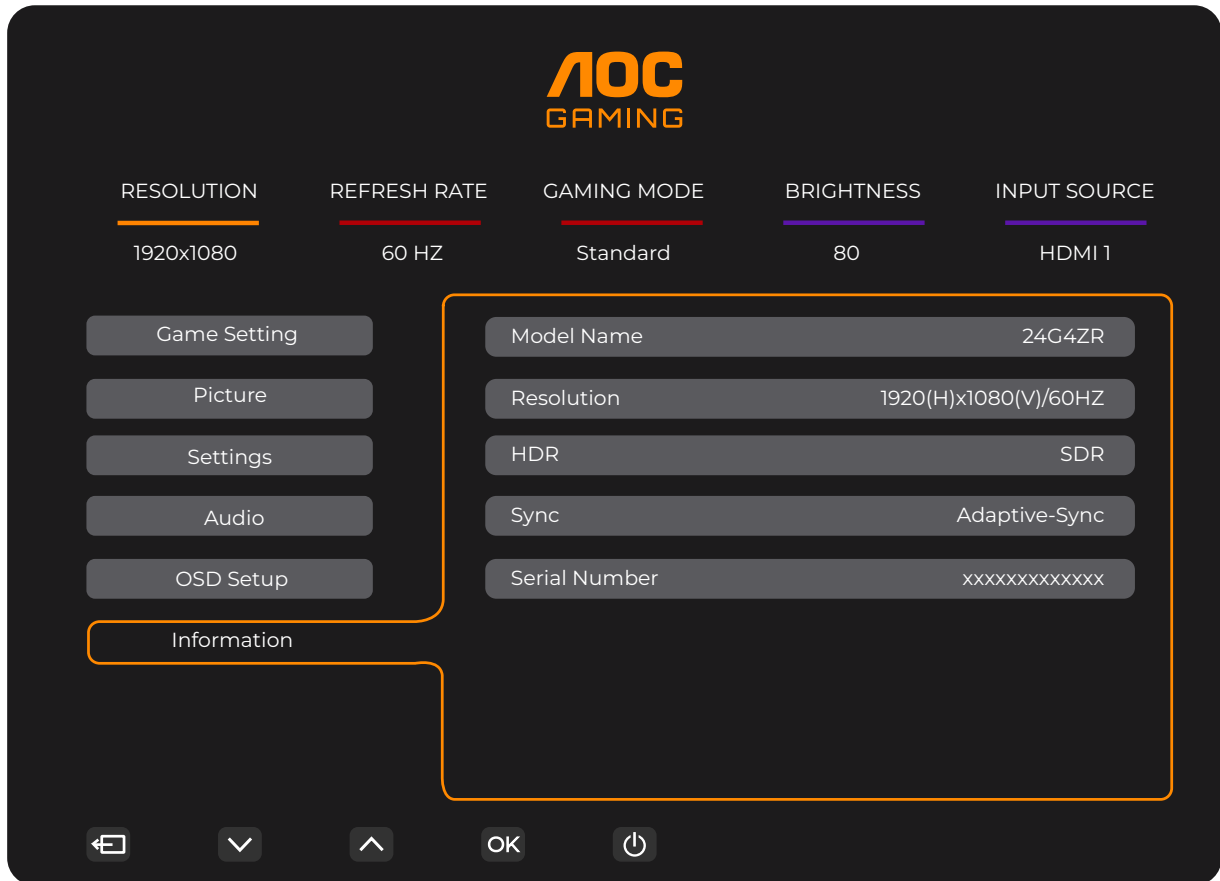 AOC
GAMING
RESOLUTION REFRESH RATE GAMING MODE BRIGHTNESS INPUT SOURCE
1920x1080 60 HZ Standard 80 HDMI 1
Game Setting
Model Name 24G4ZR
Picture
Resolution 1920(H)x1080(V)/60HZ
Settings
HDR SDR
Audio
Sync Adaptive-Sync
OSD Setup
Serial Number xxxxxxxxxxxxx
Information
OK